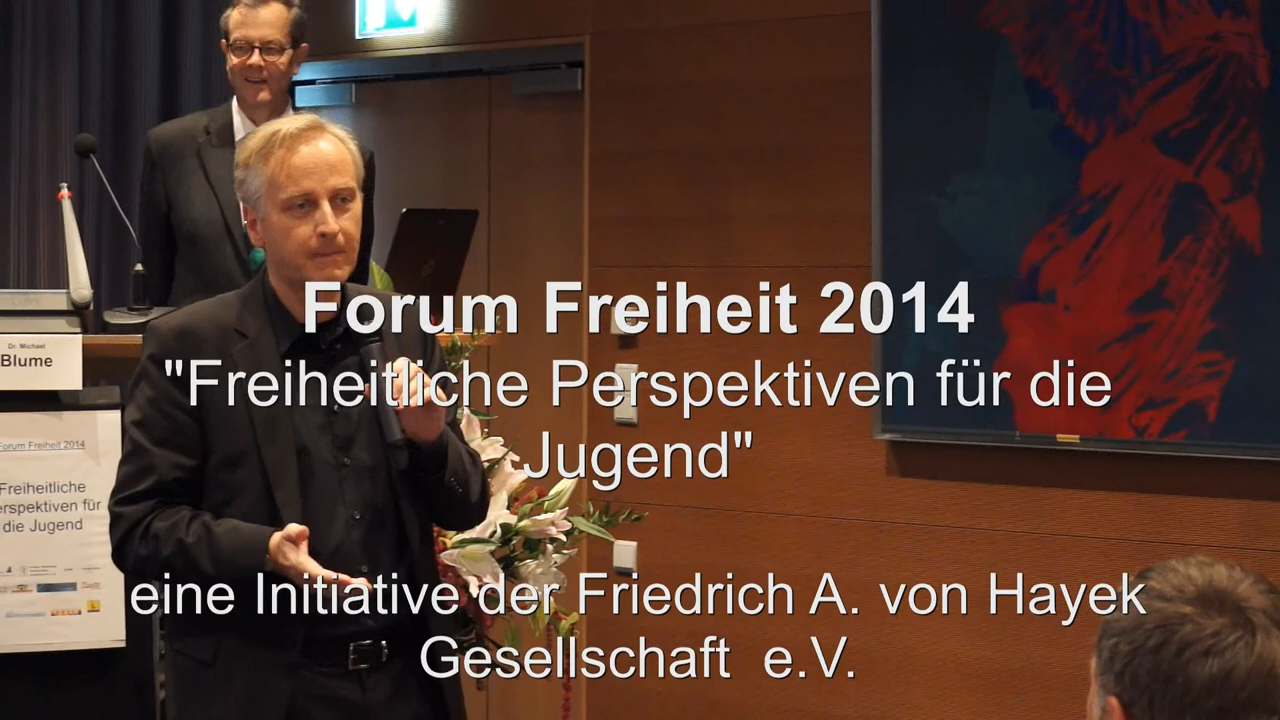 Forum Freiheit 2014
"Freiheitliche Perspektiven für die
Jugend"
eine Initiative der Friedrich A. von Hayek
Gesellschaft e.V.
Dr. Michael
Blume
Forum Freiheit 2014
Freiheitliche
erspektiven für
die Jugend